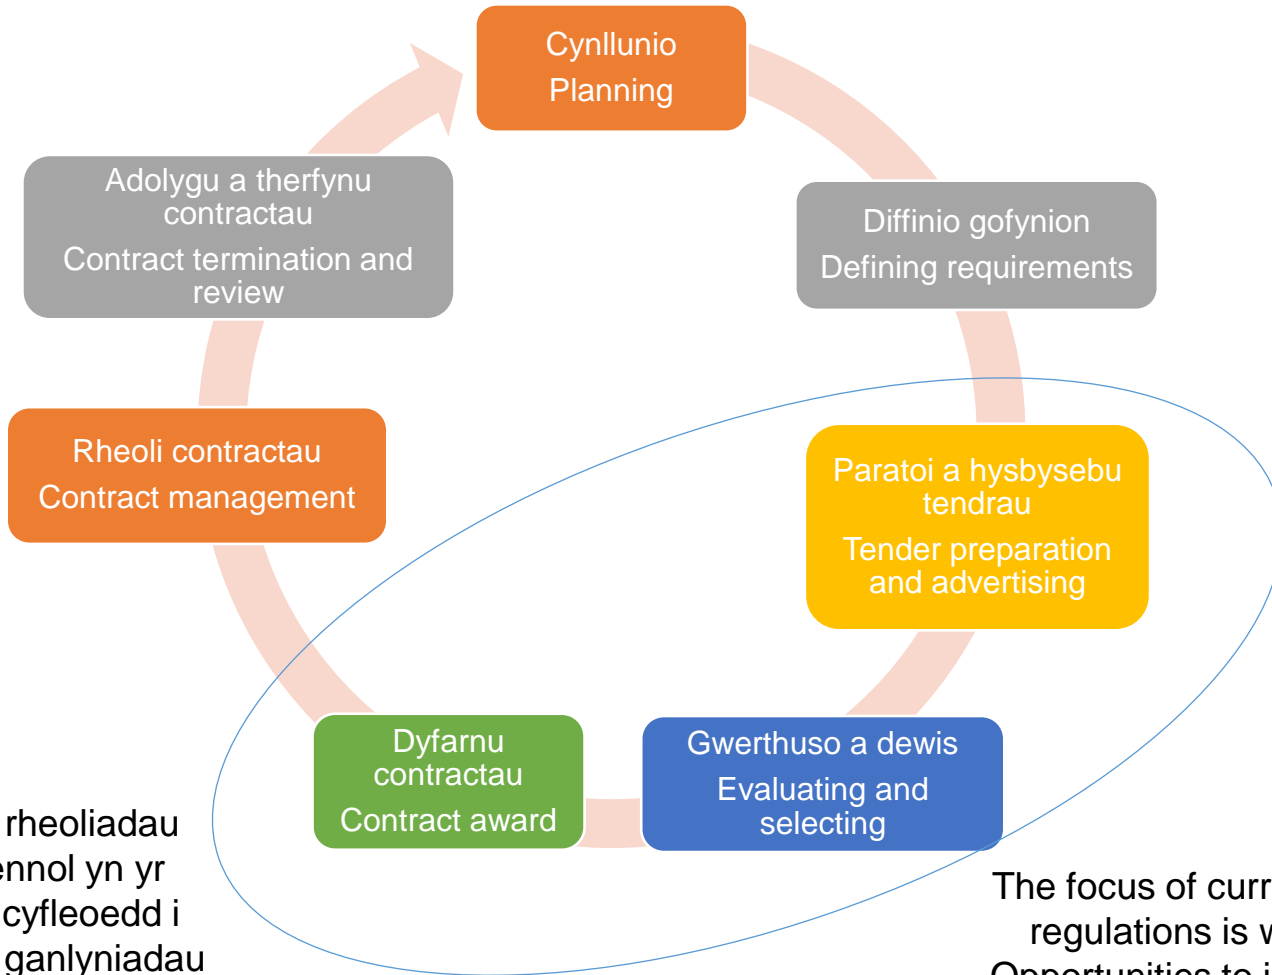 Cynllunio
Planning
Diffinio gofynion
Defining requirements
Paratoi a hysbysebu
tendrau
Tender preparation
and advertising
Gwerthuso a dewis
Evaluating and
selecting
Dyfarnu
contractau
Contract award
Rheoli contractau
Contract management
Adolygu a therfynu
contractau
Contract termination and
review
rheoliadau
yn yr
cyfleoedd i
ganlyniadau
The focus of
regulations is
Opportunities to